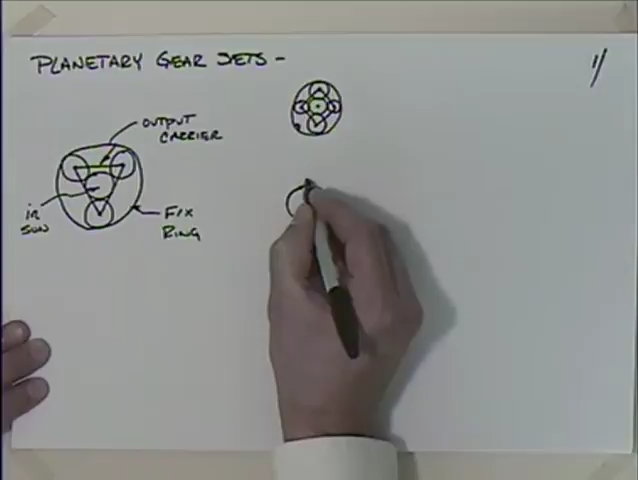 PLANETARY GEAR SETS -
1/
OUTPUT
CARRIER
in
SUN
FIX
RING